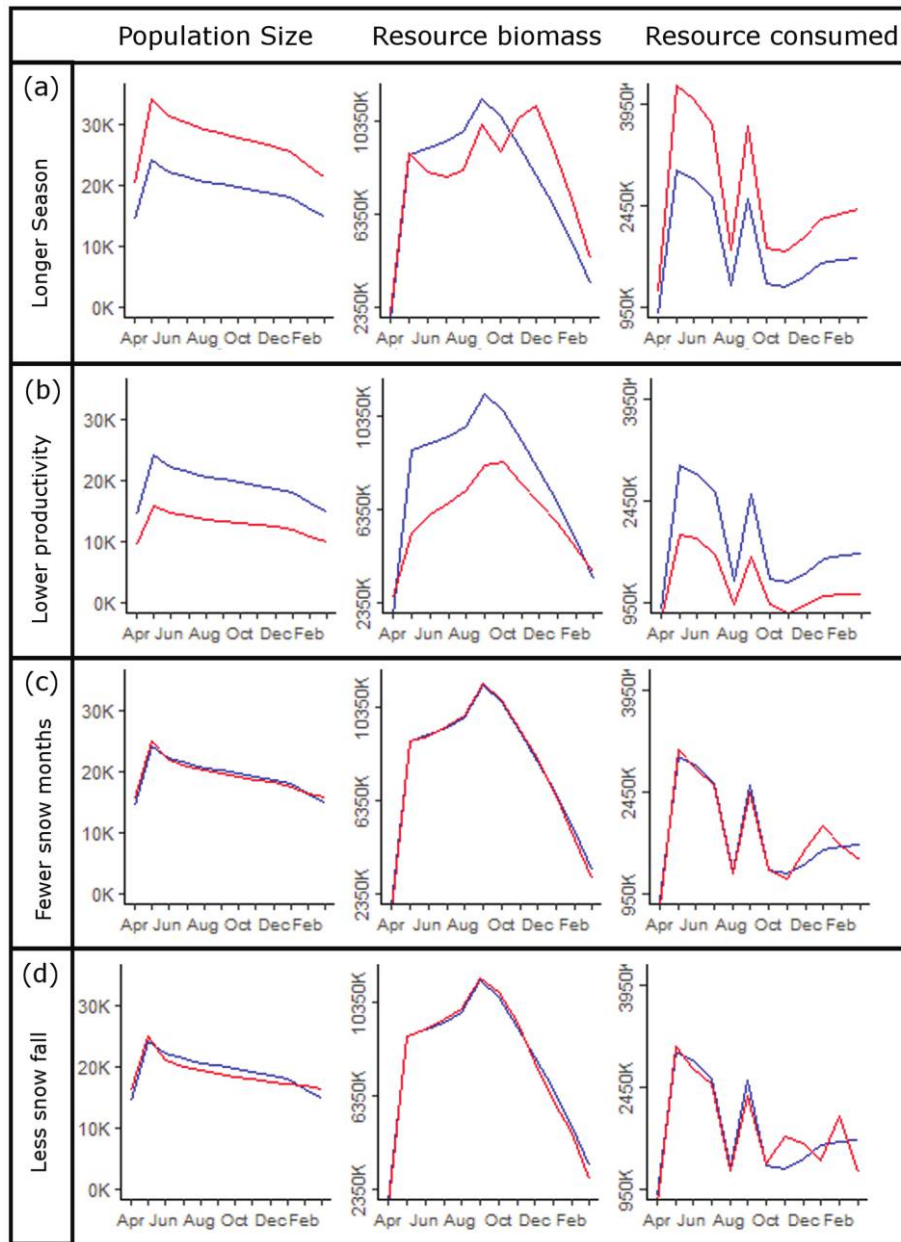 Population Size Resource biomass Resource consumed
(a)
Longer Season
30K
20K
10K
0K
Apr Jun Aug Oct Dec Feb
10350K
6350K
2350K
Apr Jun Aug Oct Dec Feb
3950K
2450K
950K
Apr Jun Aug Oct Dec Feb
(b)
Lower productivity
30K
20K
10K
0K
Apr Jun Aug Oct Dec Feb
10350K
6350K
2350K
Apr Jun Aug Oct Dec Feb
3950K
2450K
950K
Apr Jun Aug Oct Dec Feb
(c)
Fewer snow months
30K
20K
10K
0K
Apr Jun Aug Oct Dec Feb
10350K
6350K
2350K
Apr Jun Aug Oct Dec Feb
3950K
2450K
950K
Apr Jun Aug Oct Dec Feb
(d)
Less snow fall
30K
20K
10K
0K
Apr Jun Aug Oct Dec Feb
10350K
6350K
2350K
Apr Jun Aug Oct Dec Feb
3950K
2450K
950K
Apr Jun Aug Oct Dec Feb